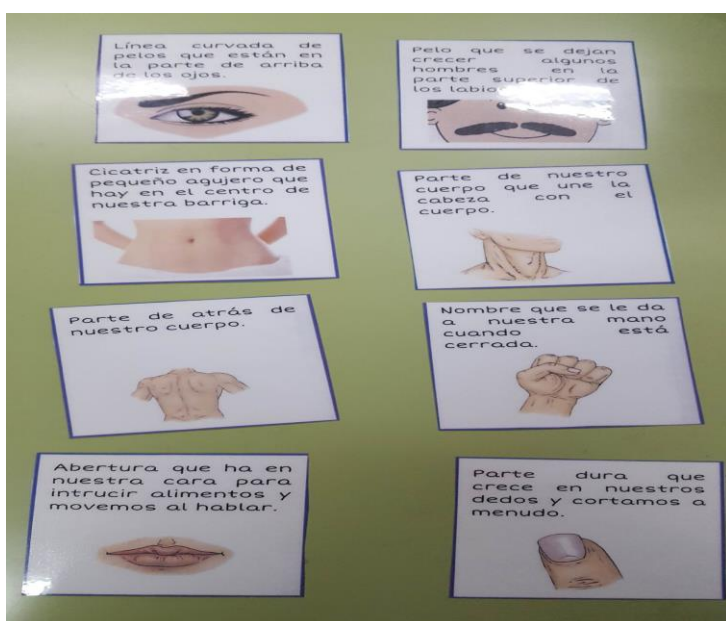 Línea curvada de
pelos que están en
la parte de arriba
de los ojos.
Pelo que se dejan
crecer algunos
hombres en la
parte superior de
los labio
Cicatriz en forma de
pequeño agujero que
hay en el centro de
nuestra barriga.
Parte de nuestro
cuerpo que une la
cabeza con el
cuerpo.
Parte de atrás de
nuestro cuerpo.
Nombre que se le da
a nuestra mano
cuando está
cerrada.
Abertura que ha en
nuestra cara para
intrucir alimentos y
movemos al hablar.
Parte dura que
crece en nuestros
dedos y cortamos a
menudo.